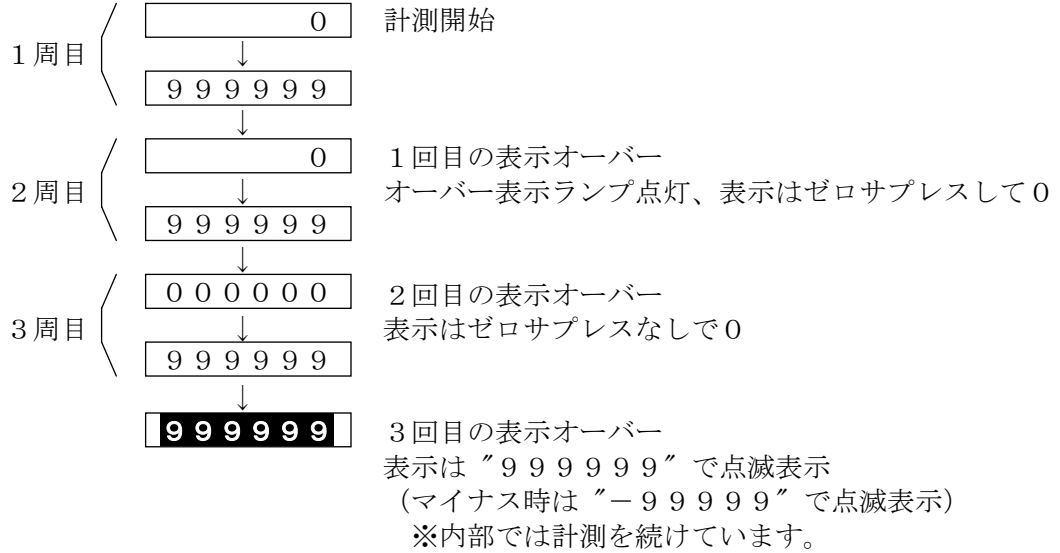 0 計測開始
1周目
↓
999999
↓
0 1回目の表示オーバー
2周目
↓ オーバー表示ランプ点灯、表示はゼロサプレスして0
999999
↓
000000 2回目の表示オーバー
3周目
↓ 表示はゼロサプレスなしで0
999999
↓
999999 3回目の表示オーバー
表示は ″999999″ で点滅表示
(マイナス時は ″-99999″ で点滅表示)
※内部では計測を続けています。